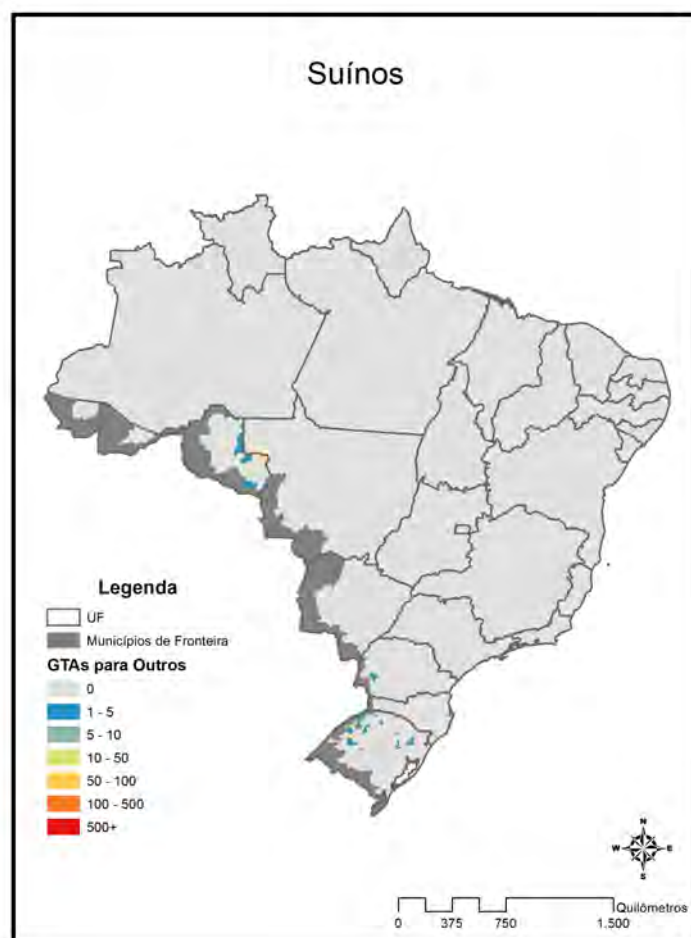 Suínos
Legenda
UF
Municípios de Fronteira
GTAs para Outros
0
1 - 5
5 - 10
10 - 50
50 - 100
100 - 500
500+
N
W E
S
Quilômetros
0 375 750 1.500